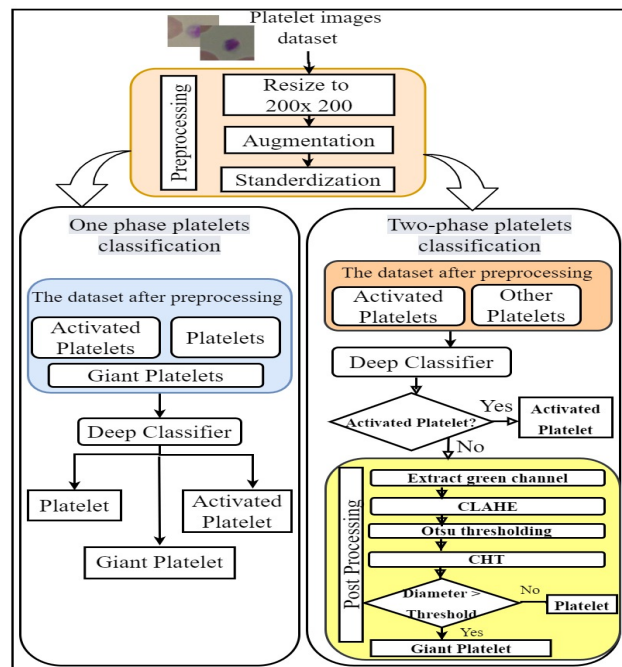 Platelet images
dataset
Preprocessing
Resize to
200x 200
Augmentation
Standerdization
One phase platelets
classification
The dataset after preprocessing
Activated
Platelets
Platelets
Giant Platelets
Deep Classifier
Platelet
Activated
Platelet
Giant Platelet
Two-phase platelets
classification
The dataset after preprocessing
Activated
Platelets
Other
Platelets
Deep Classifier
Activated Platelet?
Yes
Activated
Platelet
No
Post Processing
Extract green channel
CLAHE
Otsu thresholding
CHT
Diameter >
Threshold
No
Platelet
Yes
Giant Platelet